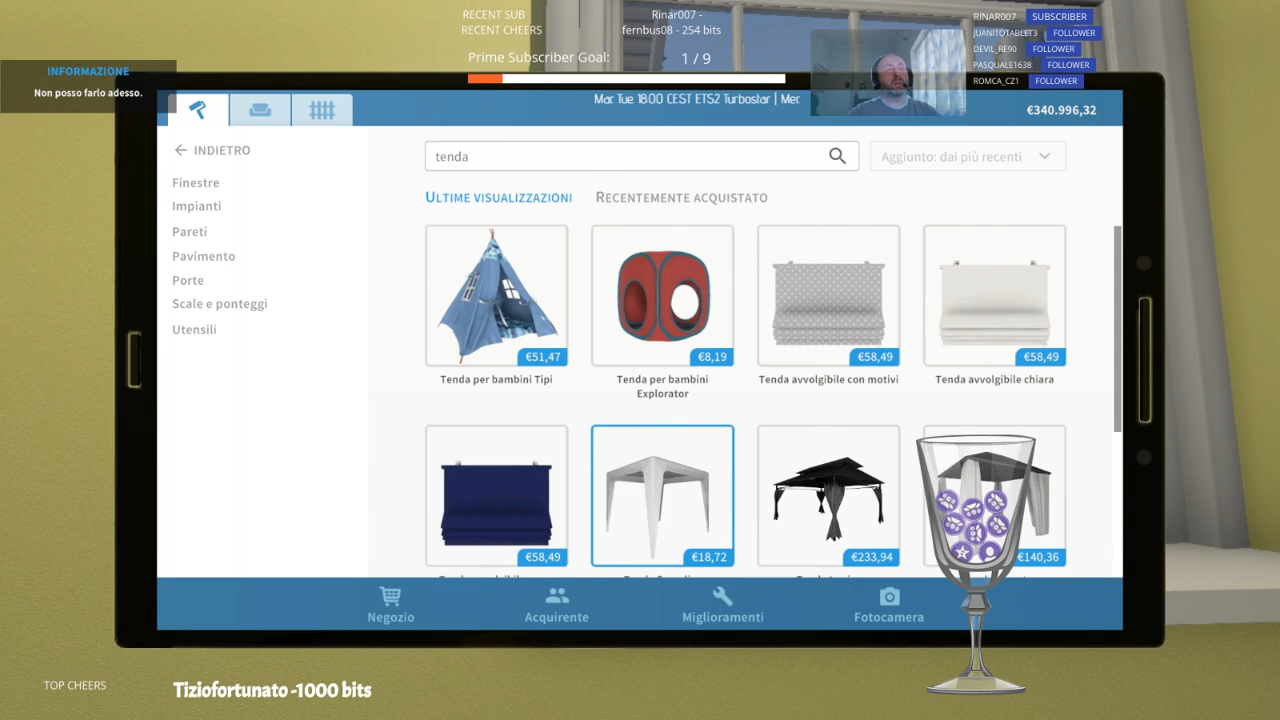 RECENT SUB
Rinar007 -
RECENT CHEERS
fernbus08 - 254 bits
Prime Subscriber Goal:
1 / 9
RINAR007 SUBSCRIBER
JUANITOTABLET3 FOLLOWER
DEVIL_RE90 FOLLOWER
PASQUALE1638 FOLLOWER
ROMCA_CZ1 FOLLOWER
INFORMAZIONE
Non posso farlo adesso.
Mar. Tue 18:00 CEST ETS2 Turbostar | Mer.
€340.996,32
INDIETRO
Finestre
Impianti
Pareti
Pavimento
Porte
Scale e ponteggi
Utensili
tenda
Aggiunto: dai più recenti
ULTIME VISUALIZZAZIONI
RECENTEMENTE ACQUISTATO
€51,47
€8,19
€58,49
€58,49
Tenda per bambini Tipi
Tenda per bambini
Explorator
Tenda avvolgibile con motivi
Tenda avvolgibile chiara
€58,49
€18,72
€233,94
€140,36
Negozio
Acquirente
Miglioramenti
Fotocamera
TOP CHEERS
Tiziofortunato -1000 bits